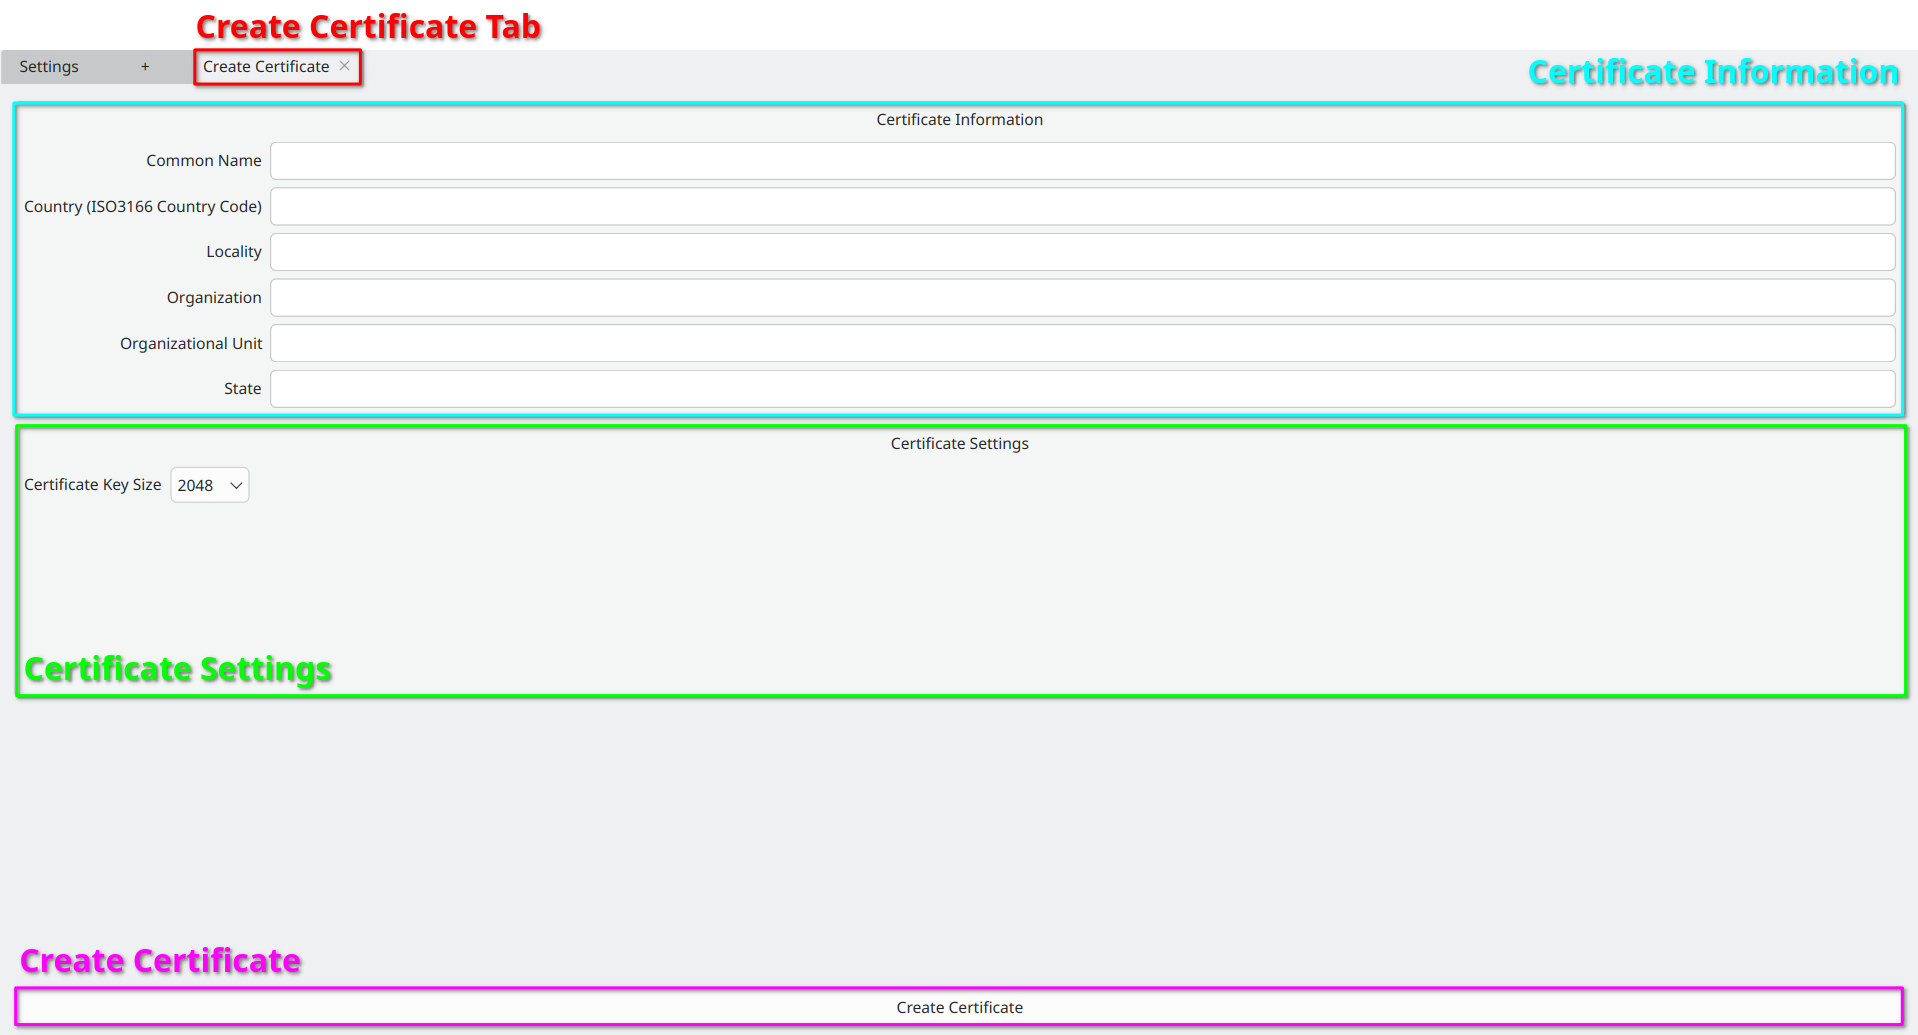 Create Certificate Tab
Settings + Create Certificate ×
Certificate Information
Certificate Information
Common Name
Country (ISO3166 Country Code)
Locality
Organization
Organizational Unit
State
Certificate Settings
Certificate Key Size 2048
Certificate Settings
Create Certificate
Create Certificate